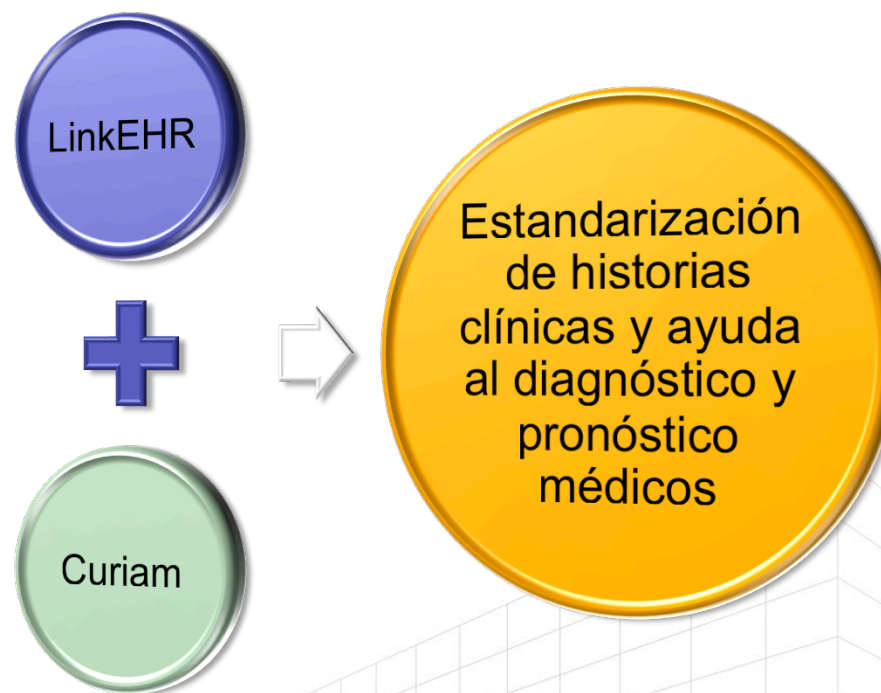 LinkEHR
Curiam
Estandarización
de historias
clínicas y ayuda
al diagnóstico y
pronóstico
médicos